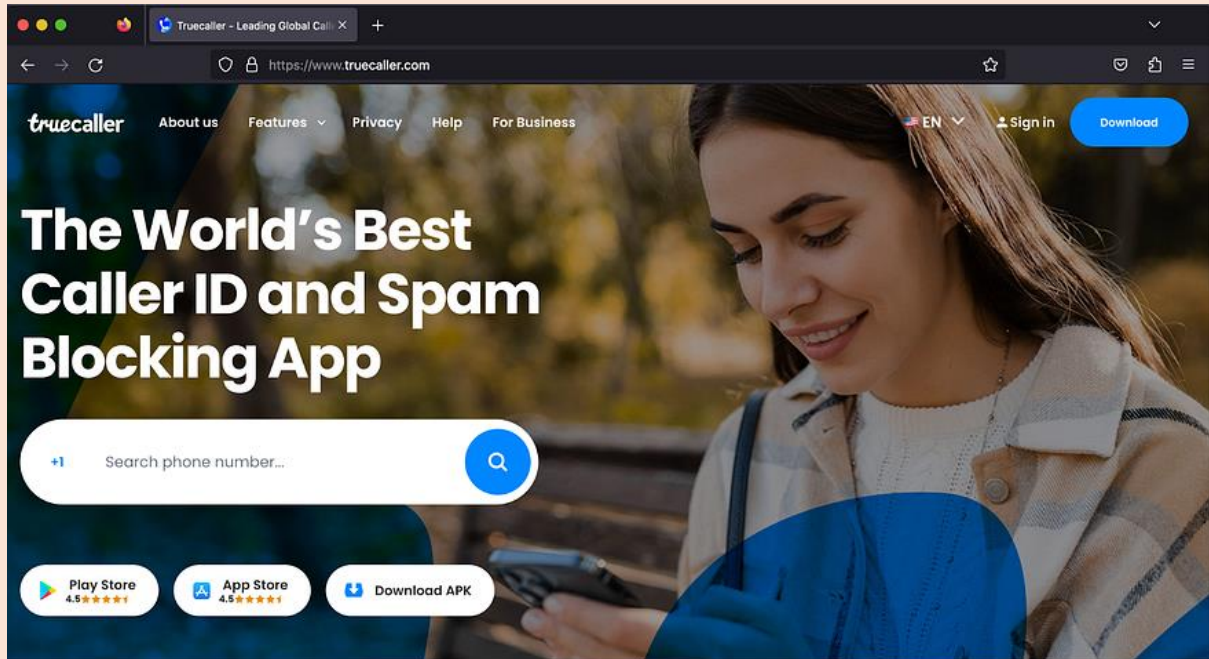 Truecaller - Leading Global Calle
https://www.truecaller.com
truecaller About us Features Privacy Help For Business EN Sign in Download
The World's Best
Caller ID and Spam
Blocking App
+1 Search phone number...
Play Store App Store Download APK
4.5 4.5